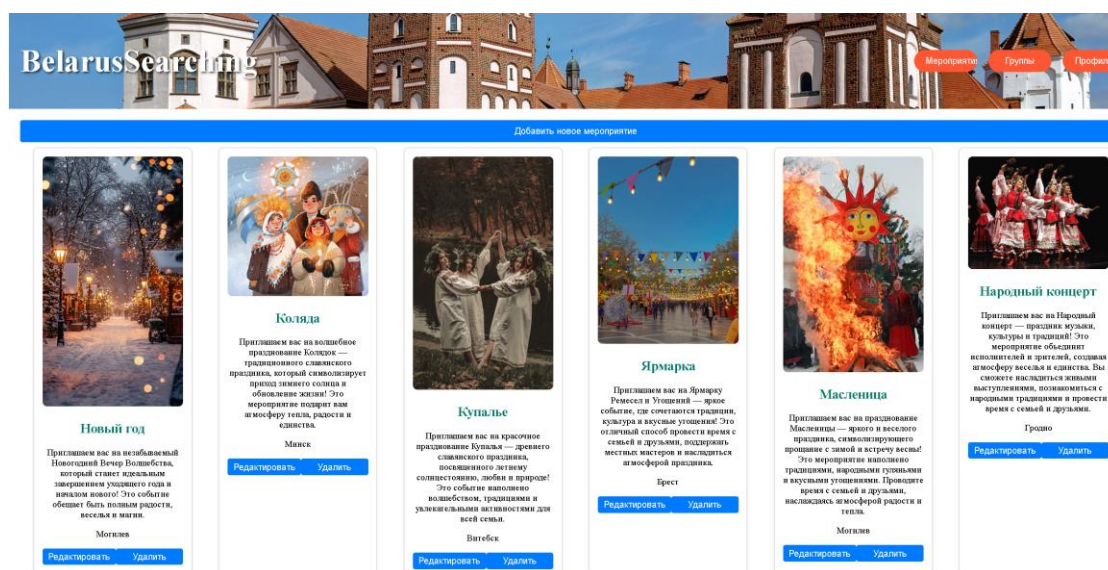 BelarusSearching
Мероприятия
Группы
Профил
Добавить новое мероприятие
Новый год
Приглашаем вас на незабываемый
Новогодний Вечер Волшебства,
который станет идеальным
завершением уходящего года и
началом нового! Это событие
обещает быть полным радости,
веселья и магии.
Могилев
Редактировать Удалить
Коляда
Приглашаем вас на волшебное
празднование Колядок —
традиционного славянского
праздника, который символизирует
приход зимнего солнца и
обновление жизни! Это
мероприятие подарит вам
атмосферу тепла, радости и
единства.
Минск
Редактировать Удалить
Купалье
Приглашаем вас на красочное
празднование Купалья — древнего
славянского праздника,
посвященного летнему
солнцестоянию, любви и природе!
Это событие наполнено
волшебством, традициями и
увлекательными активностями для
всей семьи.
Витебск
Редактировать Удалить
Ярмарка
Приглашаем вас на Ярмарку
Ремесел и Угощений — яркое
событие, где сочетаются традиции,
культура и вкусные угощения! Это
отличный способ провести время с
семьей и друзьями, поддержать
местных мастеров и насладиться
атмосферой праздника.
Брест
Редактировать Удалить
Масленица
Приглашаем вас на празднование
Масленицы — яркого и веселого
праздника, символизирующего
прощание с зимой и встречу весны!
Это мероприятие наполнено
традициями, народными гуляньями
и вкусными угощениями. Проводите
время с семьей и друзьями,
наслаждаясь атмосферой радости и
тепла.
Могилев
Редактировать Удалить
Народный концерт
Приглашаем вас на Народный
концерт — праздник музыки,
культуры и традиций! Это
мероприятие объединит
исполнителей и зрителей, создавая
атмосферу веселья и единства. Вы
сможете насладиться живыми
выступлениями, познакомиться с
народными традициями и провести
время с семьей и друзьями.
Гродно
Редактировать Удалить